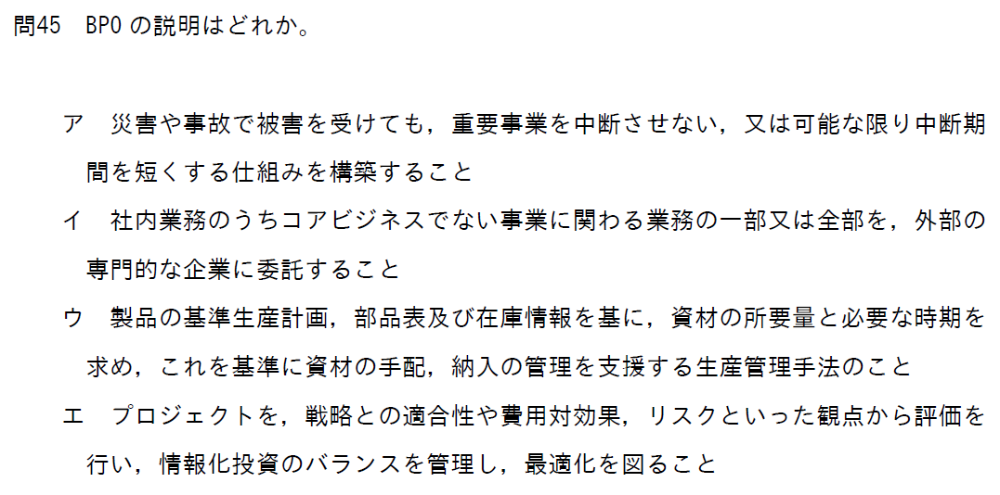 問45　BPO の説明はどれか。
ア　災害や事故で被害を受けても，重要事業を中断させない，又は可能な限り中断期
間を短くする仕組みを構築すること
イ　社内業務のうちコアビジネスでない事業に関わる業務の一部又は全部を，外部の
専門的な企業に委託すること
ウ　製品の基準生産計画，部品表及び在庫情報を基に，資材の所要量と必要な時期を
求め，これを基準に資材の手配，納入の管理を支援する生産管理手法のこと
エ　プロジェクトを，戦略との適合性や費用対効果，リスクといった観点から評価を
行い，情報化投資のバランスを管理し，最適化を図ること